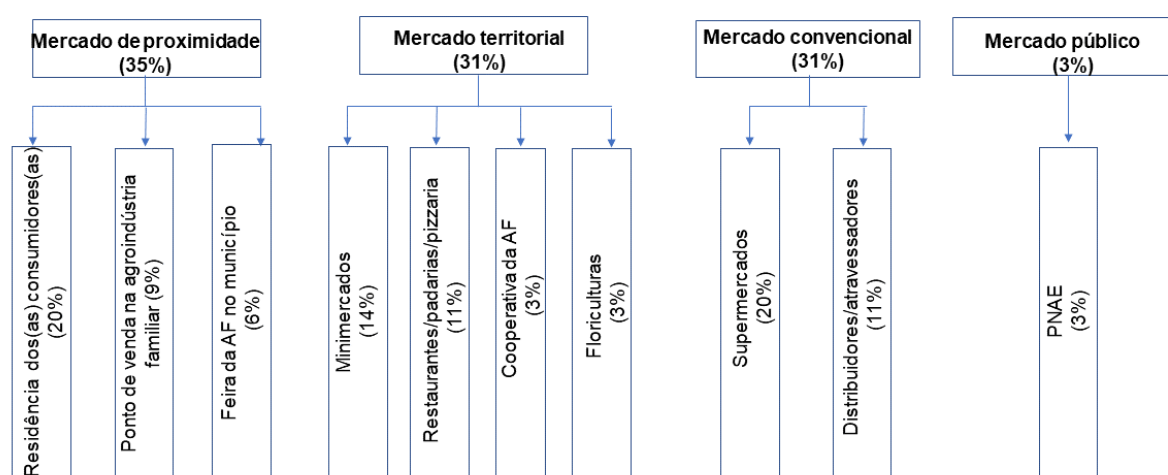 Mercado de proximidade
(35%)
Mercado territorial
(31%)
Mercado convencional
(31%)
Mercado público
(3%)
Residência dos(as) consumidores(as)
(20%)
Ponto de venda na agroindústria
familiar (9%)
Feira da AF no município
(6%)
Minimercados
(14%)
Restaurantes/padarias/pizzaria
(11%)
Cooperativa da AF
(3%)
Floriculturas
(3%)
Supermercados
(20%)
Distribuidores/atravessadores
(11%)
PNAE
(3%)